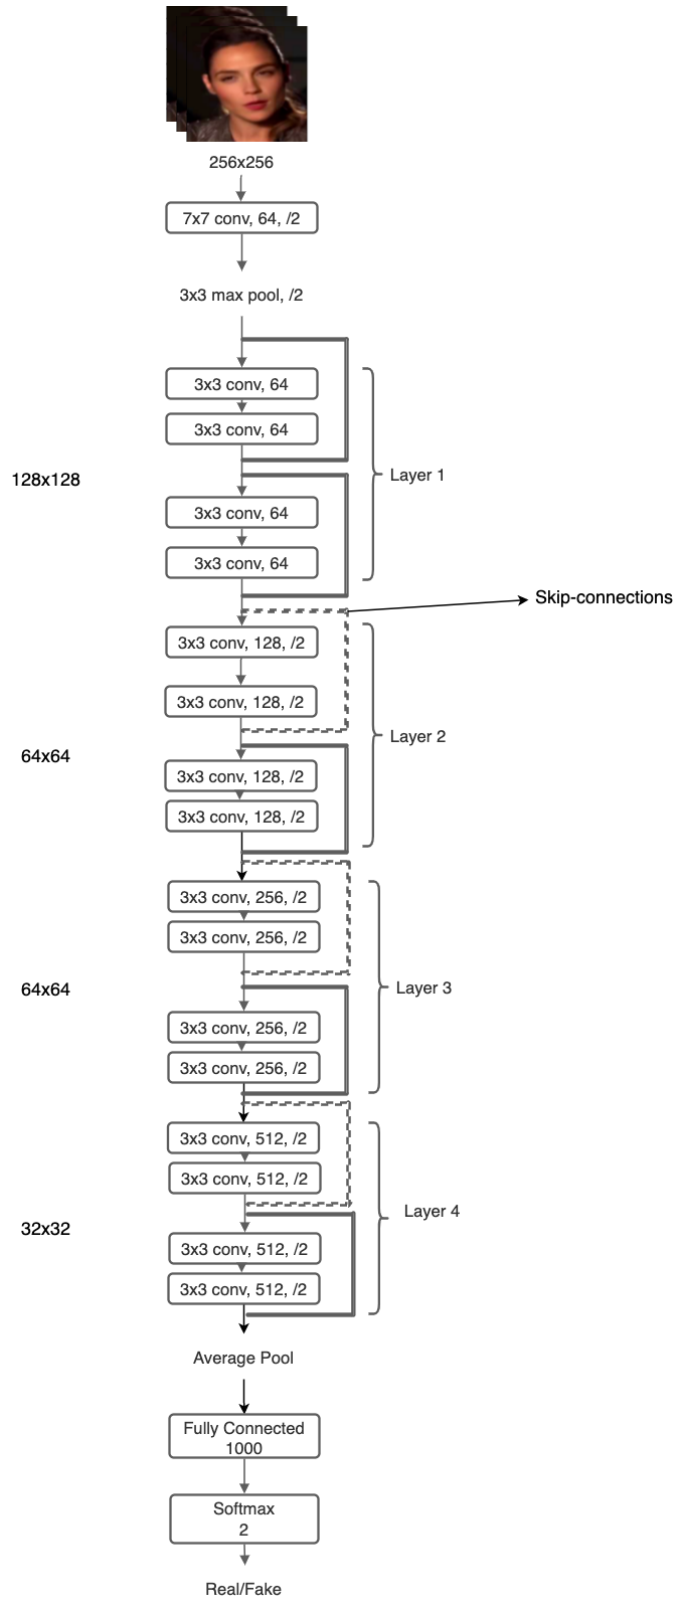 256x256
7x7 conv, 64, /2
3x3 max pool, /2
3x3 conv, 64
3x3 conv, 64
128x128
Layer 1
3x3 conv, 64
3x3 conv, 64
Skip-connections
3x3 conv, 128, /2
3x3 conv, 128, /2
Layer 2
64x64
3x3 conv, 128, /2
3x3 conv, 128, /2
3x3 conv, 256, /2
3x3 conv, 256, /2
64x64
Layer 3
3x3 conv, 256, /2
3x3 conv, 256, /2
3x3 conv, 512, /2
3x3 conv, 512, /2
Layer 4
32x32
3x3 conv, 512, /2
3x3 conv, 512, /2
Average Pool
Fully Connected
1000
Softmax
2
Real/Fake